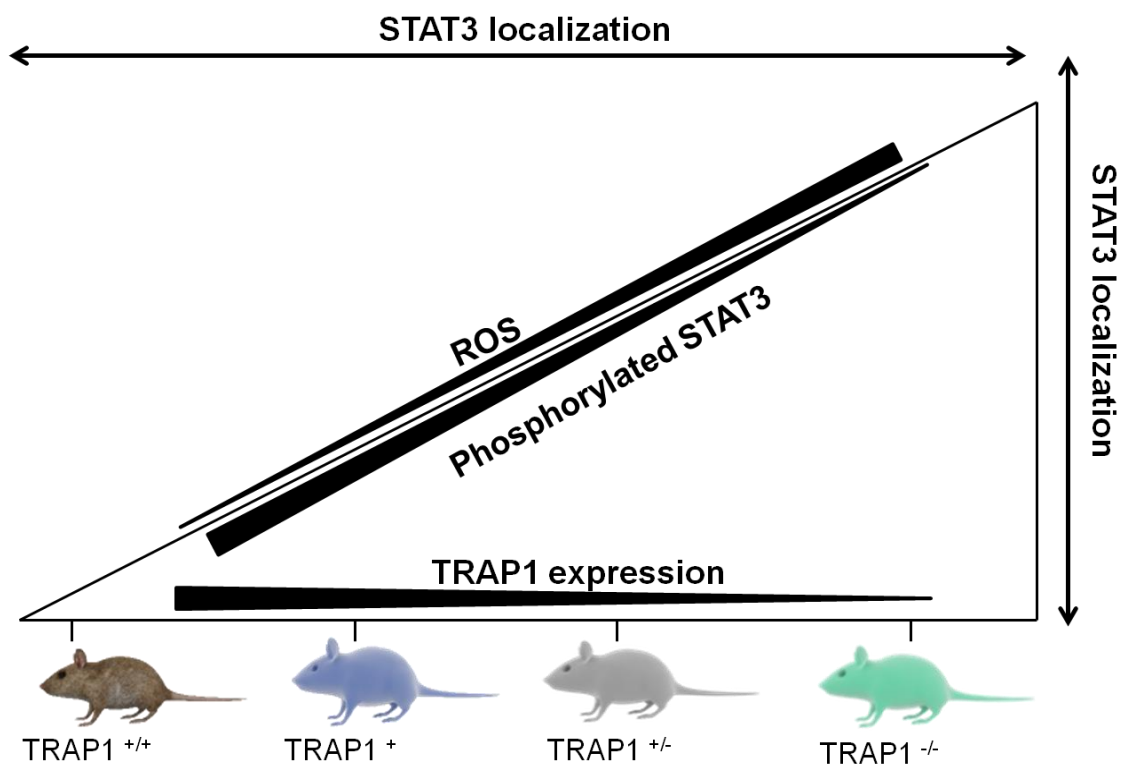 STAT3 localization
STAT3 localization
ROS
Phosphorylated STAT3
TRAP1 expression
TRAP1 +/+
TRAP1 +
TRAP1 +/-
TRAP1 -/-